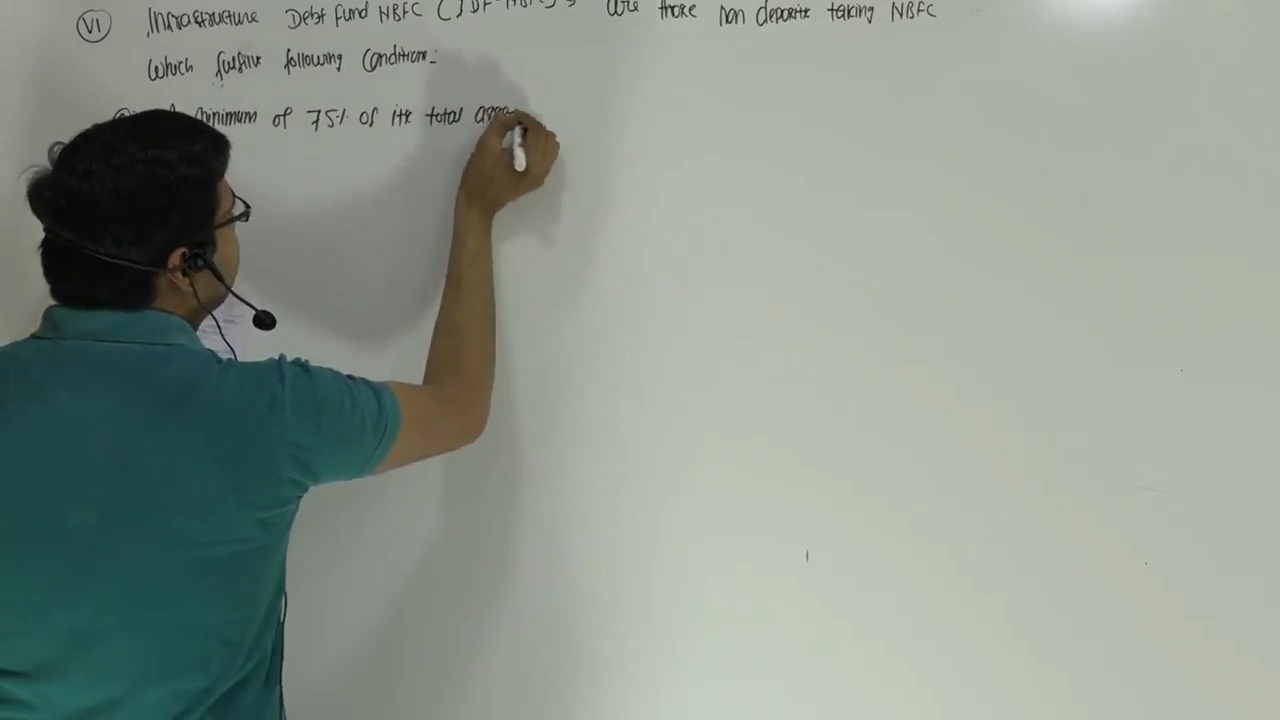 VI Infrastructure Debt Fund NBFC (IDF-NBFC): are those non deposite taking NBFC
which fulfill following Condition:-
minimum of 75% of its total